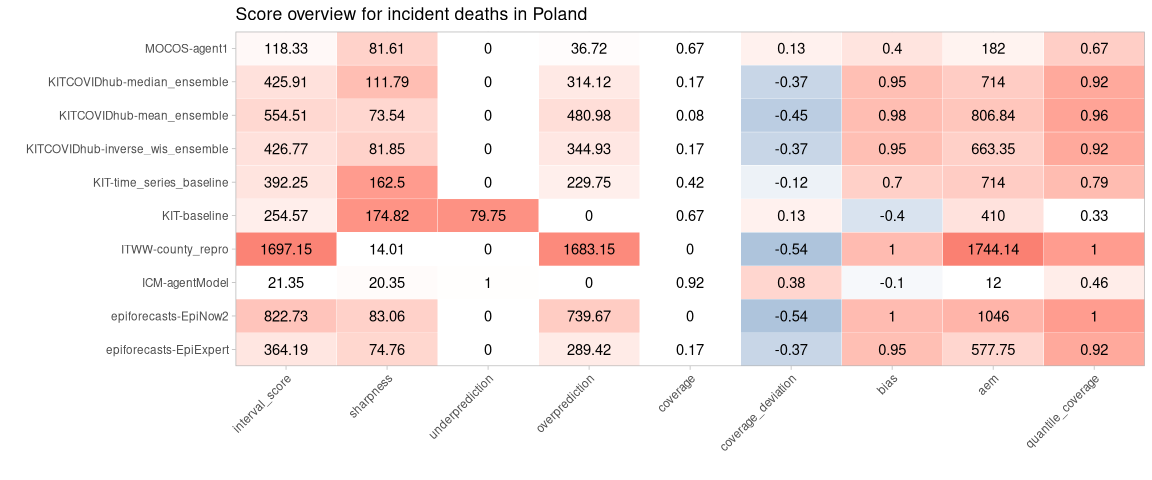 Score overview for incident deaths in Poland
MOCOS-agent1 118.33 81.61 0 36.72 0.67 0.13 0.4 182 0.67
KITCOVIDhub-median_ensemble 425.91 111.79 0 314.12 0.17 -0.37 0.95 714 0.92
KITCOVIDhub-mean_ensemble 554.51 73.54 0 480.98 0.08 -0.45 0.98 806.84 0.96
KITCOVIDhub-inverse_wis_ensemble 426.77 81.85 0 344.93 0.17 -0.37 0.95 663.35 0.92
KIT-time_series_baseline 392.25 162.5 0 229.75 0.42 -0.12 0.7 714 0.79
KIT-baseline 254.57 174.82 79.75 0 0.67 0.13 -0.4 410 0.33
ITWW-county_repro 1697.15 14.01 0 1683.15 0 -0.54 1 1744.14 1
ICM-agentModel 21.35 20.35 1 0 0.92 0.38 -0.1 12 0.46
epiforecasts-EpiNow2 822.73 83.06 0 739.67 0 -0.54 1 1046 1
epiforecasts-EpiExpert 364.19 74.76 0 289.42 0.17 -0.37 0.95 577.75 0.92
interval_score sharpness underprediction overprediction coverage coverage_deviation bias aem quantile_coverage